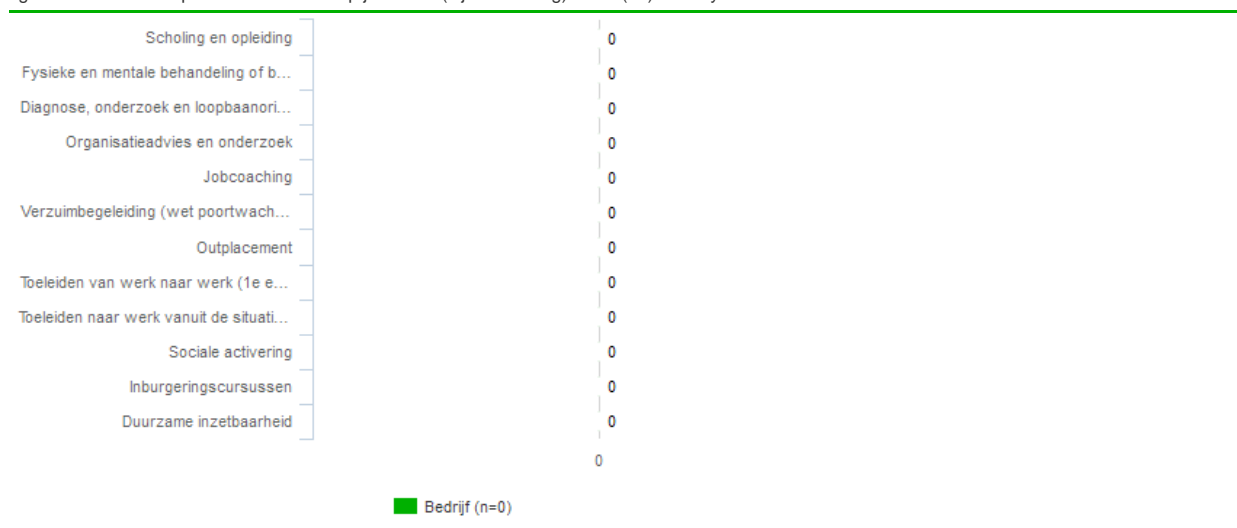 Scholing en opleiding 0
Fysieke en mentale behandeling of b... 0
Diagnose, onderzoek en loopbaanori... 0
Organisatieadvies en onderzoek 0
Jobcoaching 0
Verzuimbegeleiding (wet poortwach... 0
Outplacement 0
Toeleiden van werk naar werk (1e e... 0
Toeleiden naar werk vanuit de situati... 0
Sociale activering 0
Inburgeringscursussen 0
Duurzame inzetbaarheid 0
0
Bedrijf (n=0)